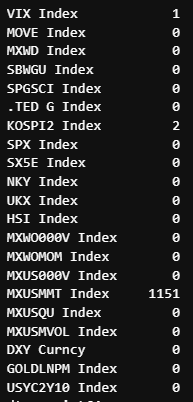 VIX Index 1
MOVE Index 0
MXWD Index 0
SBWGU Index 0
SPGSCI Index 0
.TED G Index 0
KOSPI2 Index 2
SPX Index 0
SX5E Index 0
NKY Index 0
UKX Index 0
HSI Index 0
MXWO000V Index 0
MXWOMOM Index 0
MXUS000V Index 0
MXUSMMT Index 1151
MXUSQU Index 0
MXUSMVOL Index 0
DXY Curncy 0
GOLDLNPM Index 0
USYC2Y10 Index 0